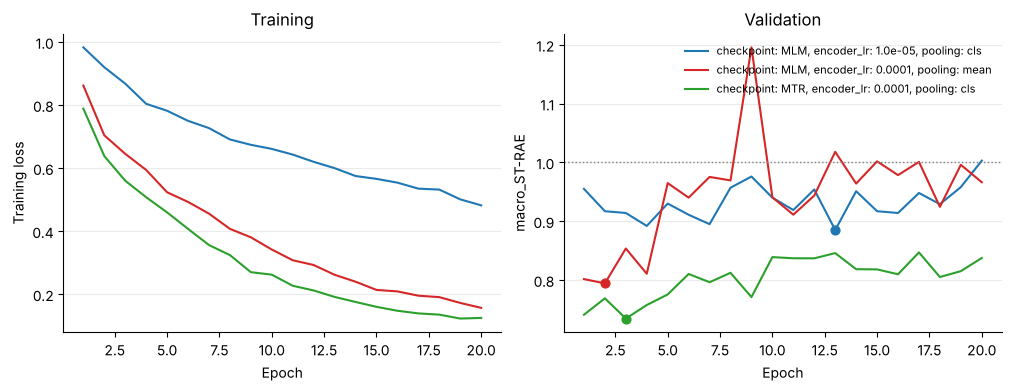 Training
Training loss
1.0
0.8
0.6
0.4
0.2
2.5 5.0 7.5 10.0 12.5 15.0 17.5 20.0
Epoch
Validation
macro_ST-RAE
1.2
1.1
1.0
0.9
0.8
checkpoint: MLM, encoder_lr: 1.0e-05, pooling: cls
checkpoint: MLM, encoder_lr: 0.0001, pooling: mean
checkpoint: MTR, encoder_lr: 0.0001, pooling: cls
2.5 5.0 7.5 10.0 12.5 15.0 17.5 20.0
Epoch